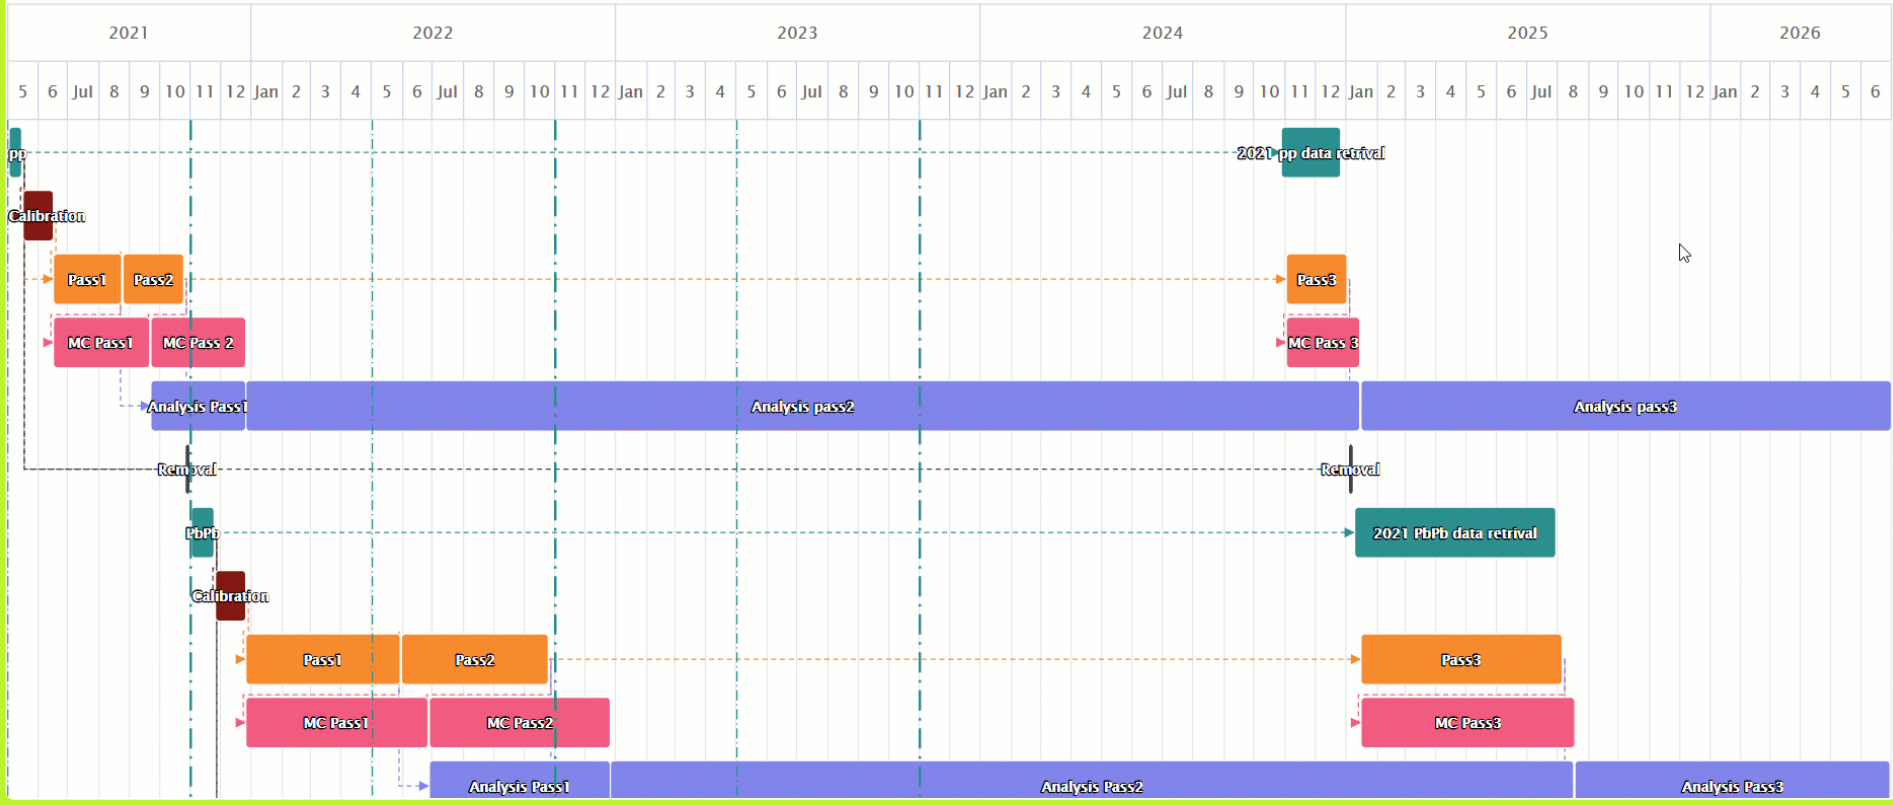 2021 2022 2023 2024 2025 2026
5 6 Jul 8 9 10 11 12 Jan 2 3 4 5 6 Jul 8 9 10 11 12 Jan 2 3 4 5 6 Jul 8 9 10 11 12 Jan 2 3 4 5 6 Jul 8 9 10 11 12 Jan 2 3 4 5 6 Jul 8 9 10 11 12 Jan 2 3 4 5 6
pp 2021 pp data retrival
Calibration
Pass1 Pass2 Pass3
MC Pass1 MC Pass 2 MC Pass 3
Analysis Pass1 Analysis pass2 Analysis pass3
Removal Removal
PbPb 2021 PbPb data retrival
Calibration
Pass1 Pass2 Pass3
MC Pass1 MC Pass2 MC Pass3
Analysis Pass1 Analysis Pass2 Analysis Pass3